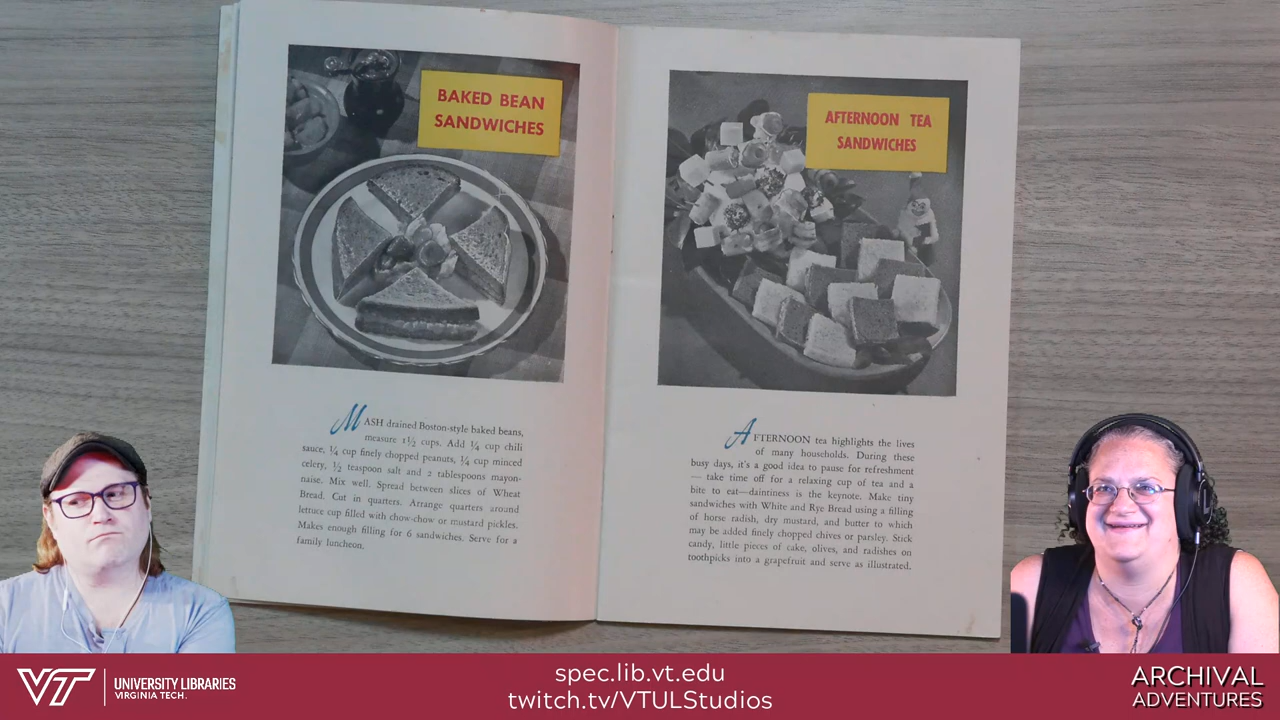 BAKED BEAN
SANDWICHES
MASH drained Boston-style baked beans,
measure 1½ cups. Add ¼ cup chili
sauce, ¼ cup finely chopped peanuts, ¼ cup minced
celery, ½ teaspoon salt and 2 tablespoons mayon-
naise. Mix well. Spread between slices of Wheat
Bread. Cut in quarters. Arrange quarters around
lettuce cup filled with chow-chow or mustard pickles.
Makes enough filling for 6 sandwiches. Serve for a
family luncheon.
AFTERNOON TEA
SANDWICHES
AFTERNOON tea highlights the lives
of many households. During these
busy days, it's a good idea to pause for refreshment
— take time off for a relaxing cup of tea and a
bite to eat—daintiness is the keynote. Make tiny
sandwiches with White and Rye Bread using a filling
of horse radish, dry mustard, and butter to which
may be added finely chopped chives or parsley. Stick
candy, little pieces of cake, olives, and radishes on
toothpicks into a grapefruit and serve as illustrated.
VT
UNIVERSITY LIBRARIES
VIRGINIA TECH.
spec.lib.vt.edu
twitch.tv/VTULStudios
ARCHIVAL
ADVENTURES